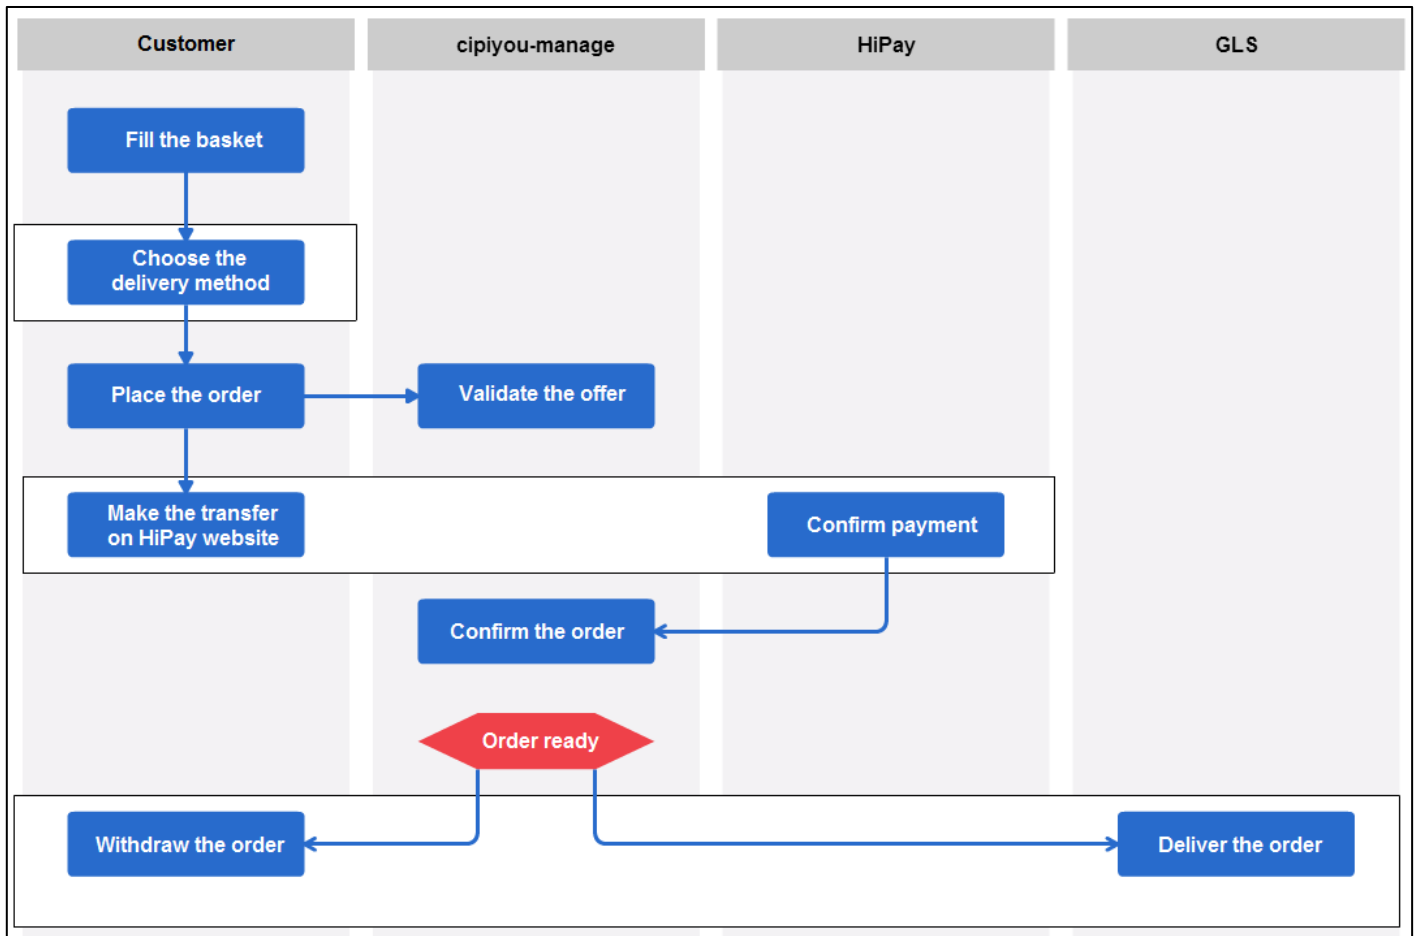 Customer
cipiyou-manage
HiPay
GLS
Fill the basket
Choose the
delivery method
Place the order
Validate the offer
Make the transfer
on HiPay website
Confirm payment
Confirm the order
Order ready
Withdraw the order
Deliver the order